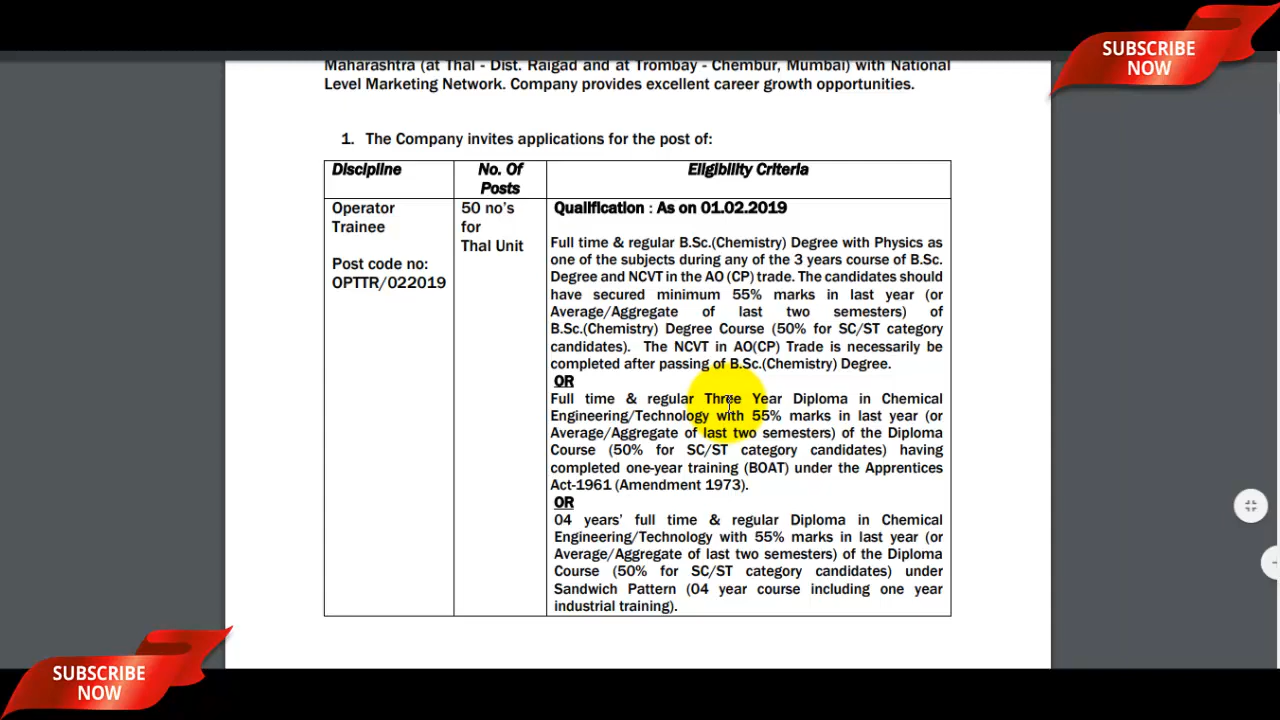 SUBSCRIBE
NOW
Maharashtra (at Thal - Dist. Raigad and at Trombay - Chembur, Mumbai) with National
Level Marketing Network. Company provides excellent career growth opportunities.
1. The Company invites applications for the post of:
Discipline
No. Of
Posts
Eligibility Criteria
Operator
Trainee
Post code no:
OPTTR/022019
50 no's
for
Thal Unit
Qualification : As on 01.02.2019
Full time & regular B.Sc.(Chemistry) Degree with Physics as
one of the subjects during any of the 3 years course of B.Sc.
Degree and NCVT in the AO (CP) trade. The candidates should
have secured minimum 55% marks in last year (or
Average/Aggregate of last two semesters) of
B.Sc.(Chemistry) Degree Course (50% for SC/ST category
candidates). The NCVT in AO(CP) Trade is necessarily be
completed after passing of B.Sc.(Chemistry) Degree.
OR
Full time & regular Three Year Diploma in Chemical
Engineering/Technology with 55% marks in last year (or
Average/Aggregate of last two semesters) of the Diploma
Course (50% for SC/ST category candidates) having
completed one-year training (BOAT) under the Apprentices
Act-1961 (Amendment 1973).
OR
04 years' full time & regular Diploma in Chemical
Engineering/Technology with 55% marks in last year (or
Average/Aggregate of last two semesters) of the Diploma
Course (50% for SC/ST category candidates) under
Sandwich Pattern (04 year course including one year
industrial training).
SUBSCRIBE
NOW